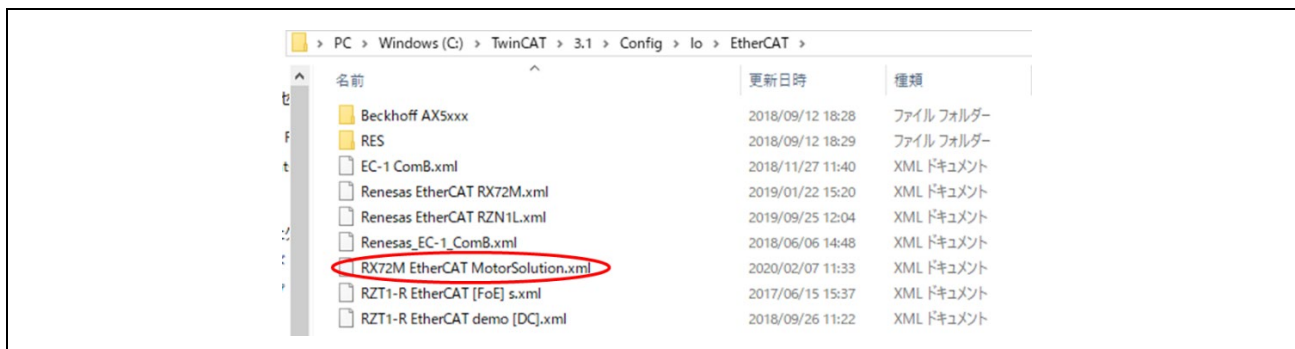 > PC > Windows (C:) > TwinCAT > 3.1 > Config > Io > EtherCAT >
名前 更新日時 種類
Beckhoff AX5xxx 2018/09/12 18:28 ファイル フォルダー
RES 2018/09/12 18:29 ファイル フォルダー
EC-1 ComB.xml 2018/11/27 11:40 XML ドキュメント
Renesas EtherCAT RX72M.xml 2019/01/22 15:20 XML ドキュメント
Renesas EtherCAT RZN1L.xml 2019/09/25 12:04 XML ドキュメント
Renesas_EC-1_ComB.xml 2018/06/06 14:48 XML ドキュメント
RX72M EtherCAT MotorSolution.xml 2020/02/07 11:33 XML ドキュメント
RZT1-R EtherCAT [FoE] s.xml 2017/06/15 15:37 XML ドキュメント
RZT1-R EtherCAT demo [DC].xml 2018/09/26 11:22 XML ドキュメント